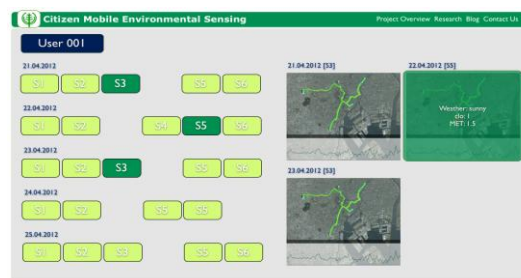 Citizen Mobile Environmental Sensing
Project Overview Research Blog Contact Us
User 001
21.04.2012
S1 S2 S3 S5 S6
22.04.2012
S1 S2 S4 S5 S6
23.04.2012
S1 S2 S3 S5 S6
24.04.2012
S1 S2 S5 S5
25.04.2012
S1 S2 S3 S5 S6
21.04.2012 [S3]
22.04.2012 [S5]
Weather: sunny
clo: 1
MET: 1.5
23.04.2012 [S3]